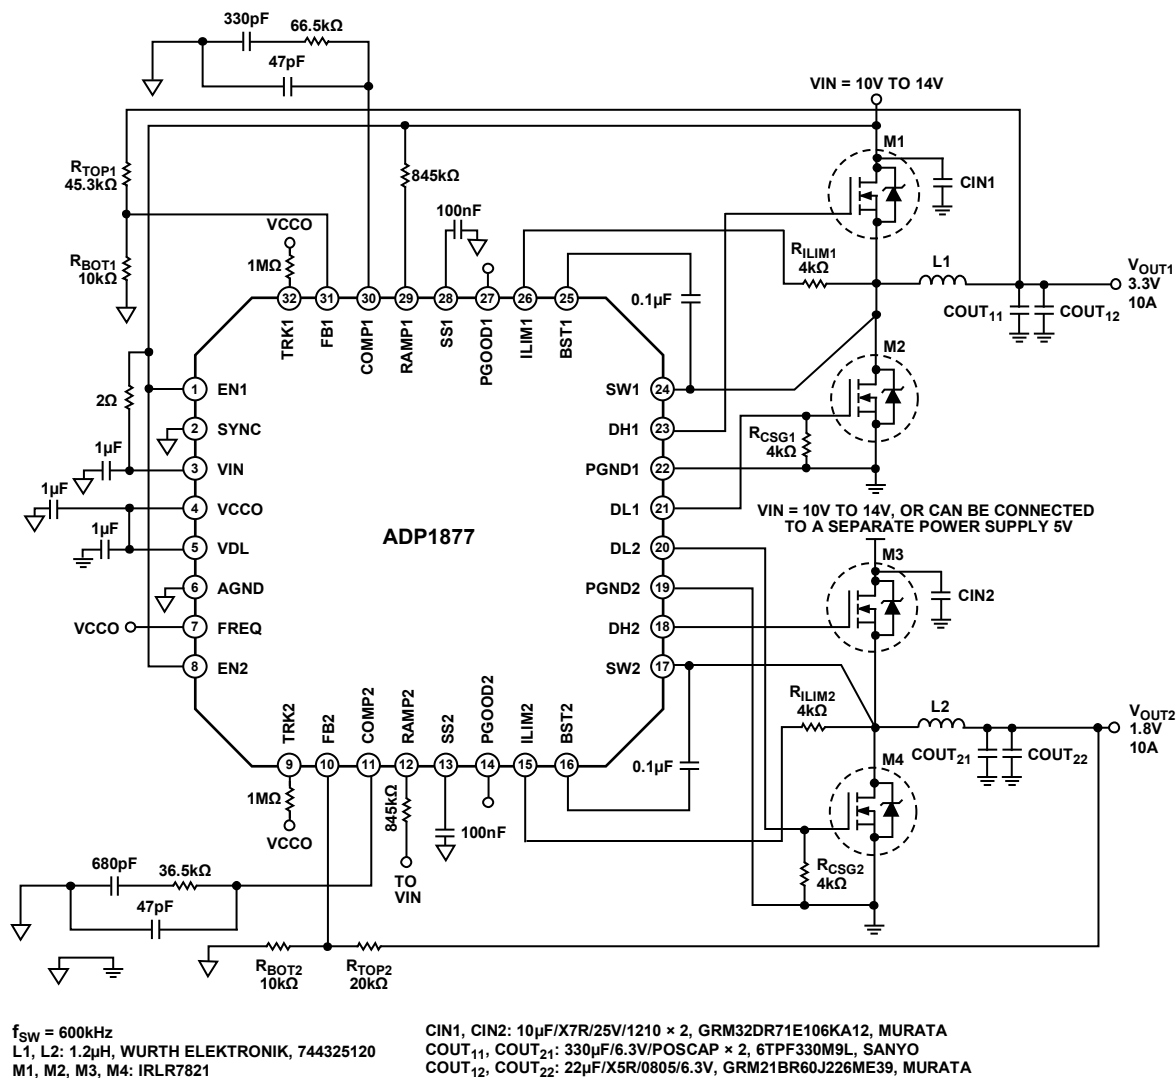 330pF
66.5kΩ
47pF
VIN = 10V TO 14V
M1
RTOP1
45.3kΩ
845kΩ
CIN1
100nF
VCCO
RBOT1
10kΩ
1MΩ
RILIM1
4kΩ
L1
VOUT1
3.3V
10A
0.1µF
COUT11
COUT12
32
31
30
29
28
27
26
25
TRK1
FB1
COMP1
RAMP1
SS1
PGOOD1
ILIM1
BST1
M2
2Ω
1
EN1
SW1
24
2
SYNC
DH1
23
RCSG1
4kΩ
1µF
3
VIN
PGND1
22
1µF
4
VCCO
DL1
21
VIN = 10V TO 14V, OR CAN BE CONNECTED
TO A SEPARATE POWER SUPPLY 5V
1µF
5
VDL
ADP1877
DL2
20
M3
6
AGND
PGND2
19
CIN2
VCCO
7
FREQ
DH2
18
8
EN2
SW2
17
TRK2
FB2
COMP2
RAMP2
SS2
PGOOD2
ILIM2
BST2
RILIM2
4kΩ
L2
VOUT2
1.8V
10A
9
10
11
12
13
14
15
16
0.1µF
M4
COUT21
COUT22
1MΩ
845kΩ
VCCO
100nF
TO
VIN
RCSG2
4kΩ
680pF
36.5kΩ
47pF
RBOT2
10kΩ
RTOP2
20kΩ
fSW = 600kHz
L1, L2: 1.2µH, WURTH ELEKTRONIK, 744325120
M1, M2, M3, M4: IRLR7821
CIN1, CIN2: 10µF/X7R/25V/1210 × 2, GRM32DR71E106KA12, MURATA
COUT11, COUT21: 330µF/6.3V/POSCAP × 2, 6TPF330M9L, SANYO
COUT12, COUT22: 22µF/X5R/0805/6.3V, GRM21BR60J226ME39, MURATA